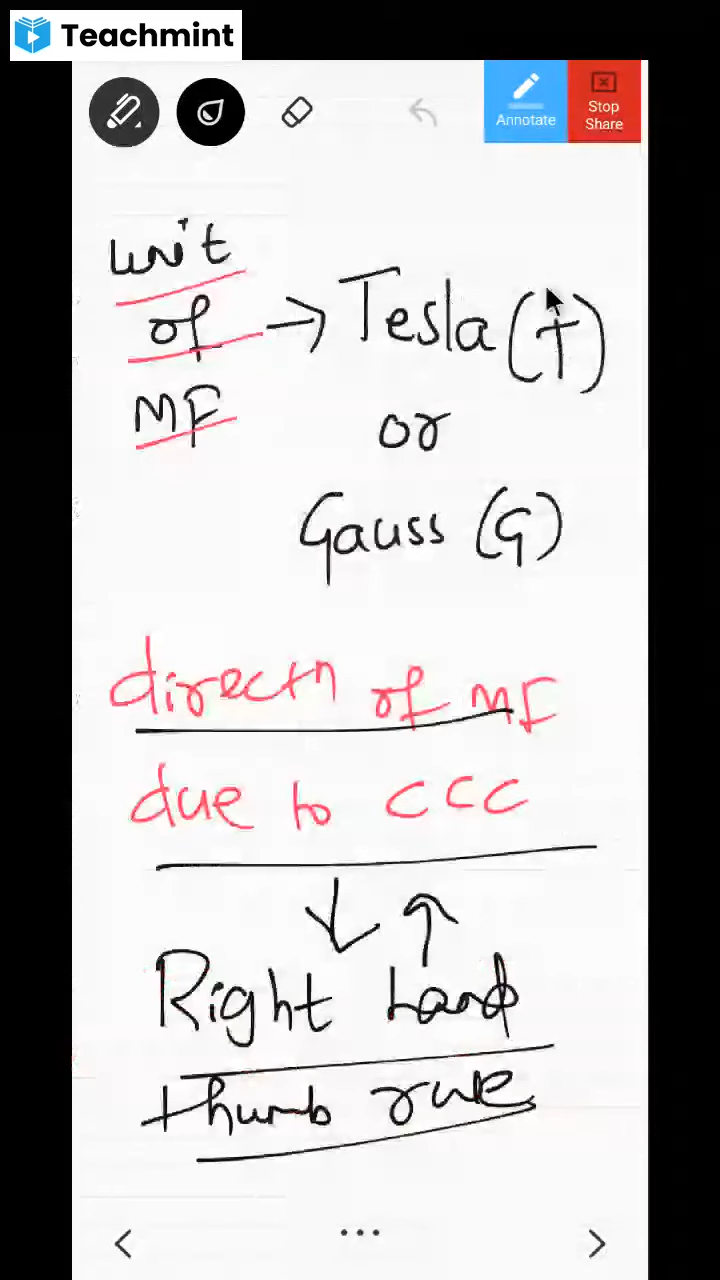 Teachmint
Annotate
Stop
Share
unit
of → Tesla (T)
MF
or
Gauss (G)
directn of MF
due to CCC
↓ ↑
Right hand
thumb rule